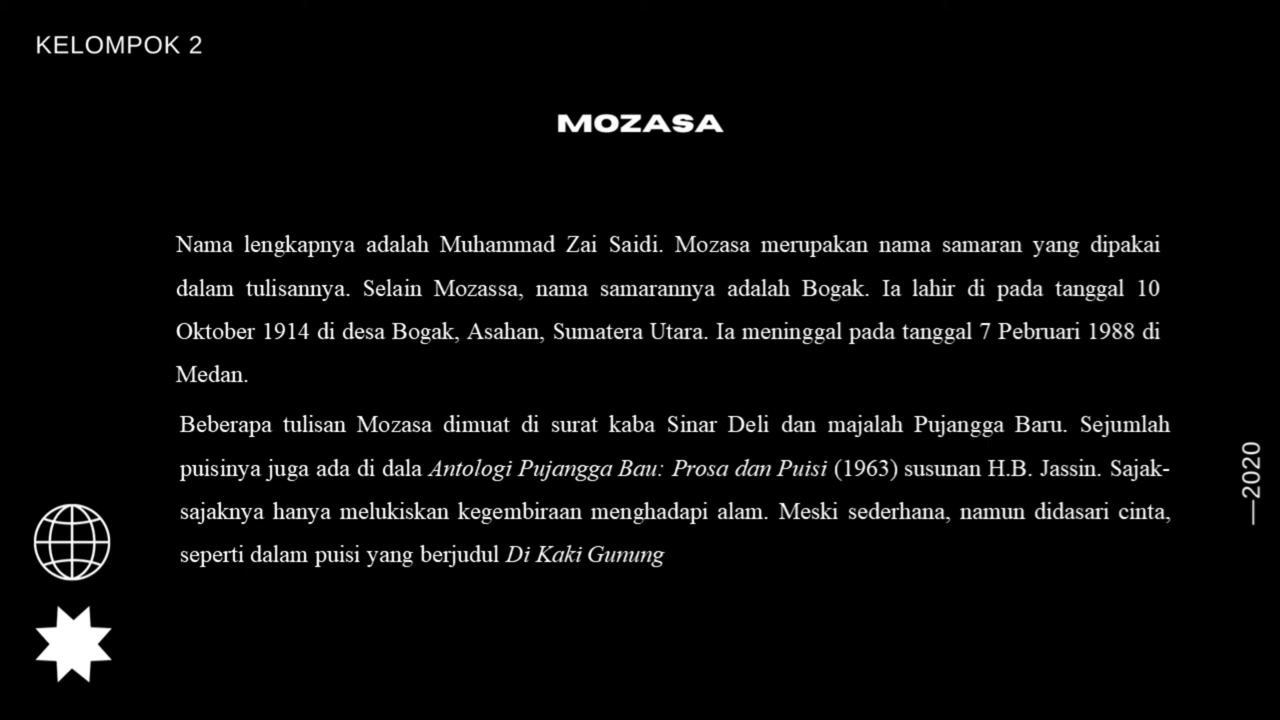 KELOMPOK 2
MOZASA
Nama lengkapnya adalah Muhammad Zai Saidi. Mozasa merupakan nama samaran yang dipakai
dalam tulisannya. Selain Mozassa, nama samarannya adalah Bogak. Ia lahir di pada tanggal 10
Oktober 1914 di desa Bogak, Asahan, Sumatera Utara. Ia meninggal pada tanggal 7 Pebruari 1988 di
Medan.
Beberapa tulisan Mozasa dimuat di surat kaba Sinar Deli dan majalah Pujangga Baru. Sejumlah
puisinya juga ada di dala Antologi Pujangga Bau: Prosa dan Puisi (1963) susunan H.B. Jassin. Sajak-
sajaknya hanya melukiskan kegembiraan menghadapi alam. Meski sederhana, namun didasari cinta,
seperti dalam puisi yang berjudul Di Kaki Gunung
—2020